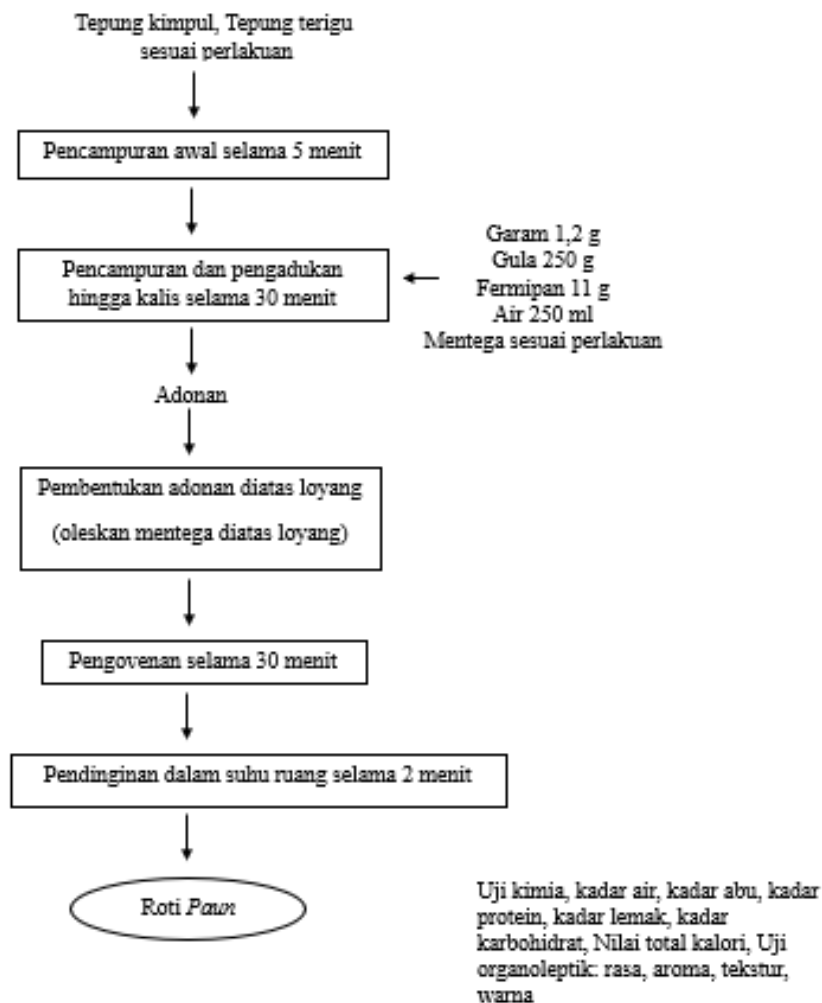 Tepung kimpul, Tepung terigu
sesuai perlakuan
Pencampuran awal selama 5 menit
Pencampuran dan pengadukan
hingga kalis selama 30 menit
Garam 1,2 g
Gula 250 g
Fermipan 11 g
Air 250 ml
Mentega sesuai perlakuan
Adonan
Pembentukan adonan diatas loyang
(oleskan mentega diatas loyang)
Pengovenan selama 30 menit
Pendinginan dalam suhu ruang selama 2 menit
Roti Paun
Uji kimia, kadar air, kadar abu, kadar
protein, kadar lemak, kadar
karbohidrat, Nilai total kalori, Uji
organoleptik: rasa, aroma, tekstur,
warna